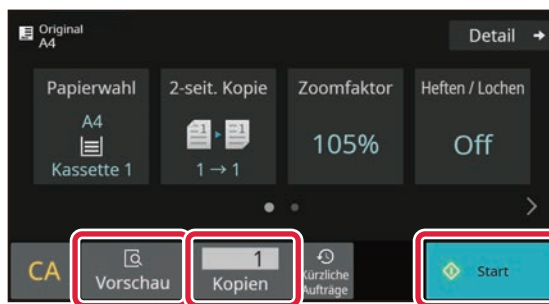 Original
A4
Detail
Papierwahl
A4
Kassette 1
2-seit. Kopie
1 → 1
Zoomfaktor
105%
Heften / Lochen
Off
CA
Vorschau
1
Kopien
Kürzliche
Aufträge
Start